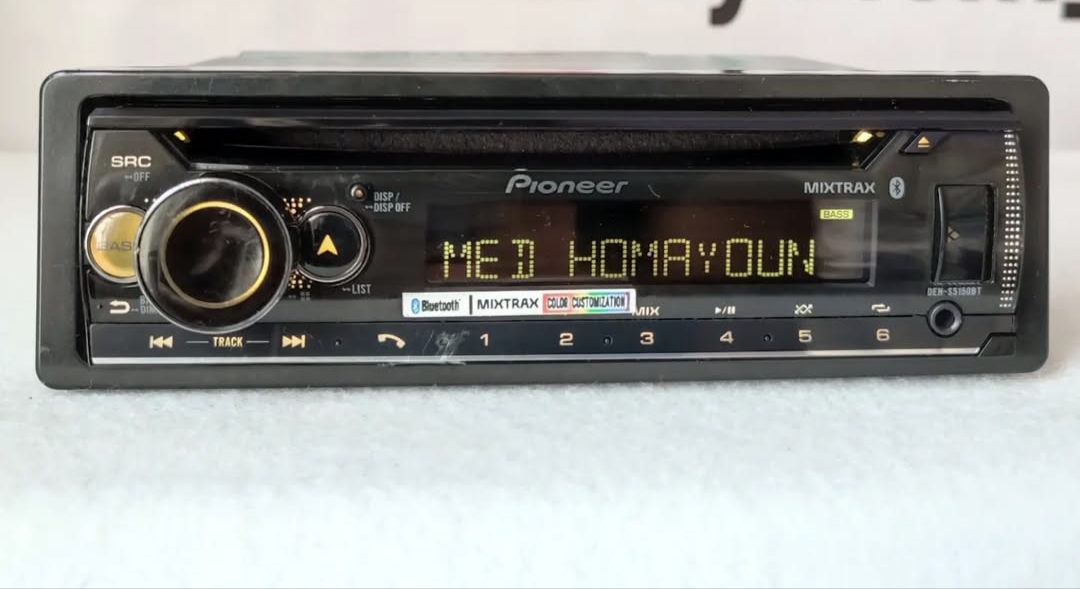 SRC
OFF
DISP /
DISP OFF
Pioneer
MIXTRAX
BASS
BASS
MED HOMAYOUN
LIST
Bluetooth MIXTRAX COLOR CUSTOMIZATION
MIX
DEH-S5150BT
TRACK 1 2 3 4 5 6